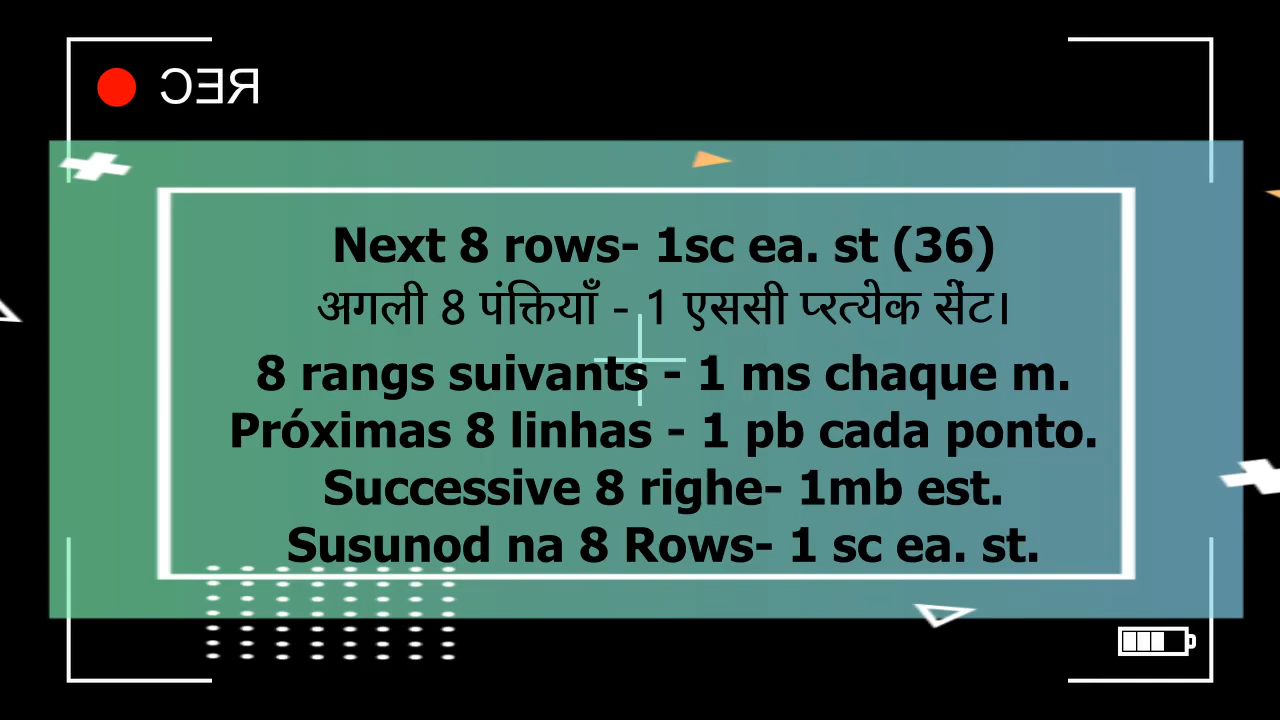 REC
Next 8 rows- 1sc ea. st (36)
अगली 8 पंक्तियाँ - 1 एससी प्रत्येक सेंट।
8 rangs suivants - 1 ms chaque m.
Próximas 8 linhas - 1 pb cada ponto.
Successive 8 righe- 1mb est.
Susunod na 8 Rows- 1 sc ea. st.